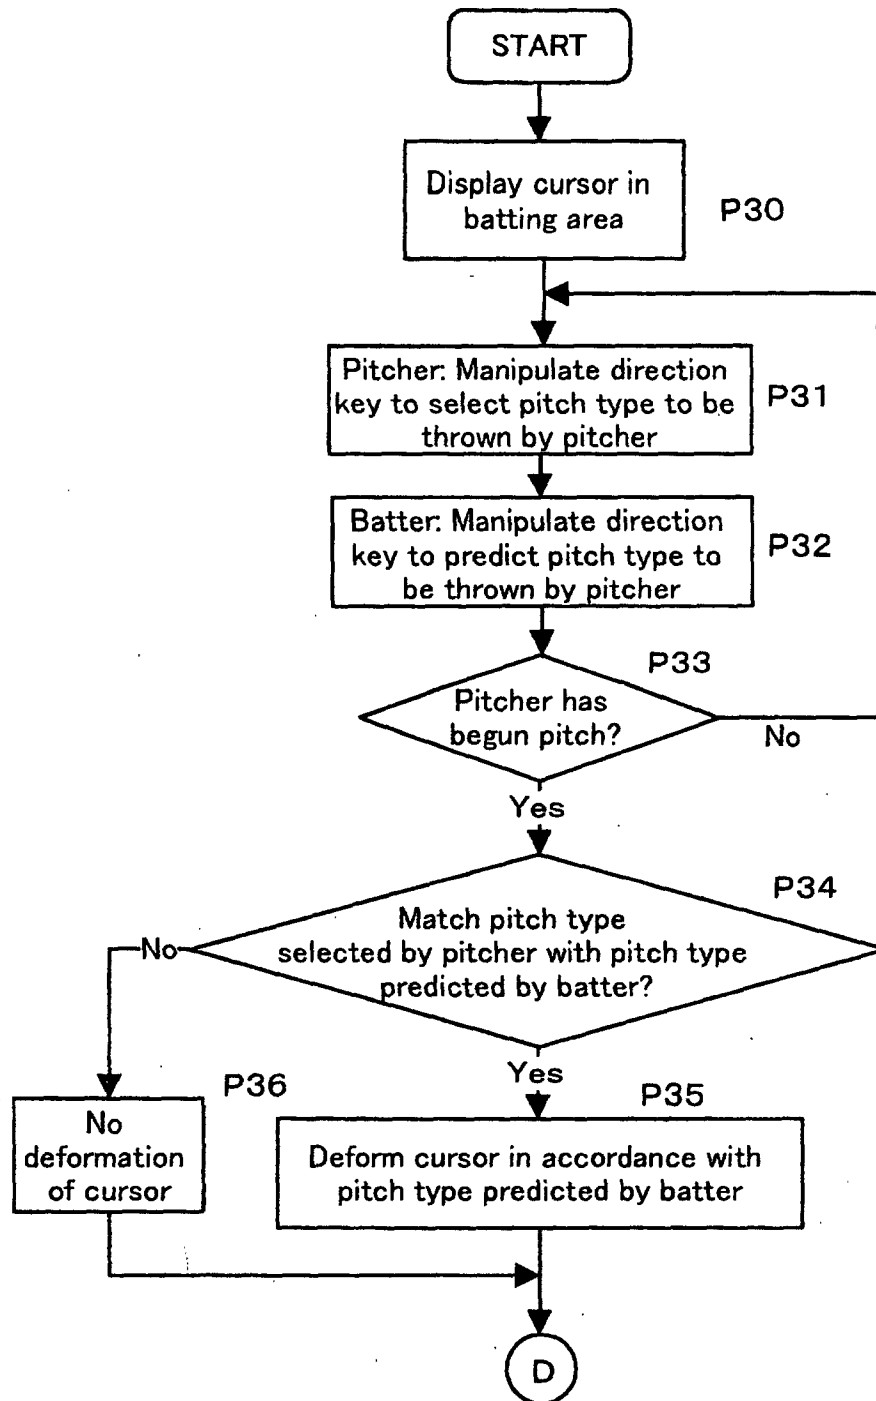 START
Display cursor in
batting area
P30
Pitcher: Manipulate direction
key to select pitch type to be
thrown by pitcher
P31
Batter: Manipulate direction
key to predict pitch type to
be thrown by pitcher
P32
P33
Pitcher has
begun pitch?
No
Yes
P34
Match pitch type
selected by pitcher with pitch type
predicted by batter?
No
Yes
P36
No
deformation
of cursor
P35
Deform cursor in accordance with
pitch type predicted by batter
D